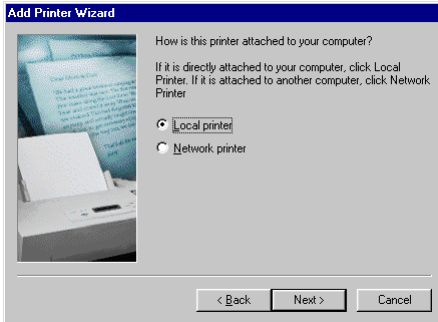 Add Printer Wizard
How is this printer attached to your computer?
If it is directly attached to your computer, click Local
Printer. If it is attached to another computer, click Network
Printer
Local printer
Network printer
< Back
Next >
Cancel